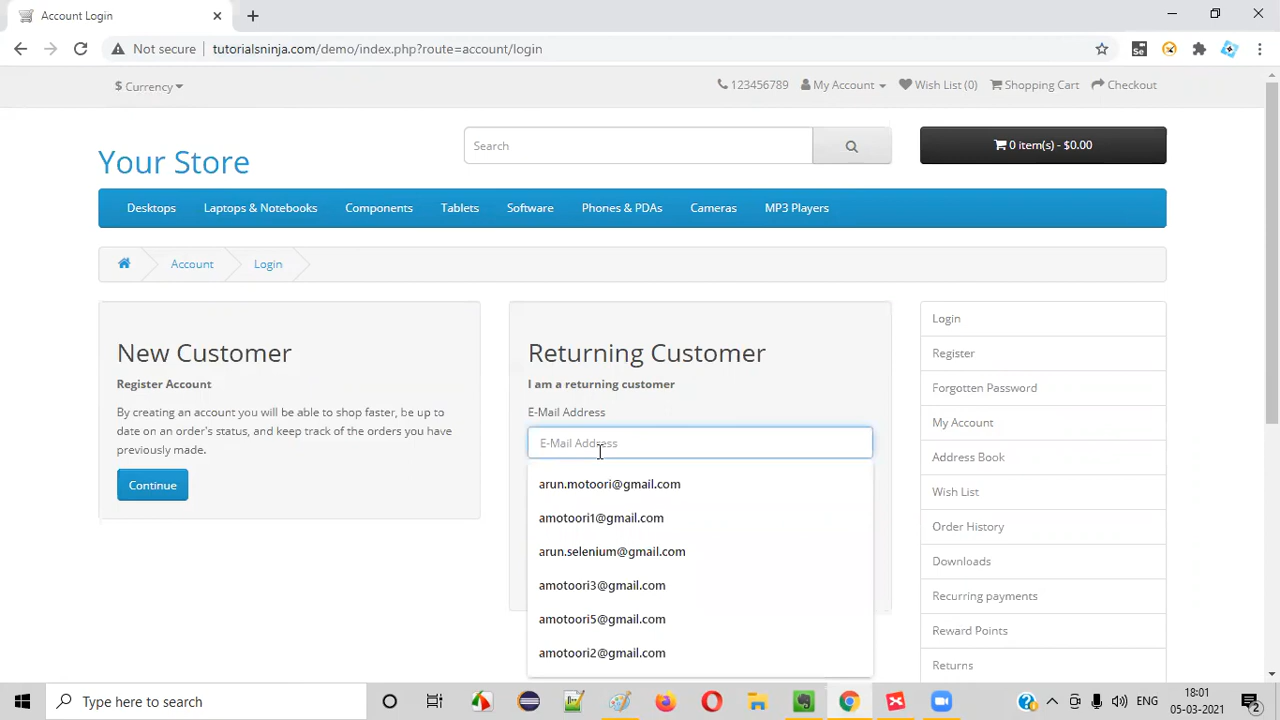 Account Login
Not secure
tutorialsninja.com/demo/index.php?route=account/login
Se
$ Currency
123456789
My Account
Wish List (0)
Shopping Cart
Checkout
Your Store
Search
0 item(s) - $0.00
Desktops
Laptops & Notebooks
Components
Tablets
Software
Phones & PDAs
Cameras
MP3 Players
Account
Login
New Customer
Register Account
By creating an account you will be able to shop faster, be up to
date on an order's status, and keep track of the orders you have
previously made.
Continue
Returning Customer
I am a returning customer
E-Mail Address
E-Mail Address
arun.motoori@gmail.com
amotoori1@gmail.com
arun.selenium@gmail.com
amotoori3@gmail.com
amotoori5@gmail.com
amotoori2@gmail.com
Login
Register
Forgotten Password
My Account
Address Book
Wish List
Order History
Downloads
Recurring payments
Reward Points
Returns
Type here to search
ENG
18:01
05-03-2021
2